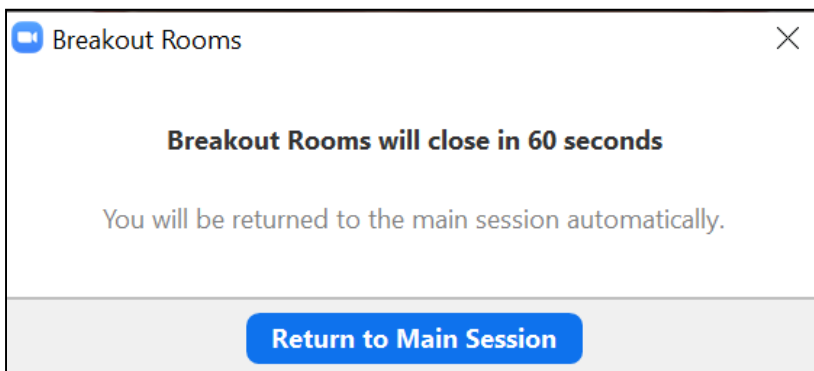 Breakout Rooms
Breakout Rooms will close in 60 seconds
You will be returned to the main session automatically.
Return to Main Session